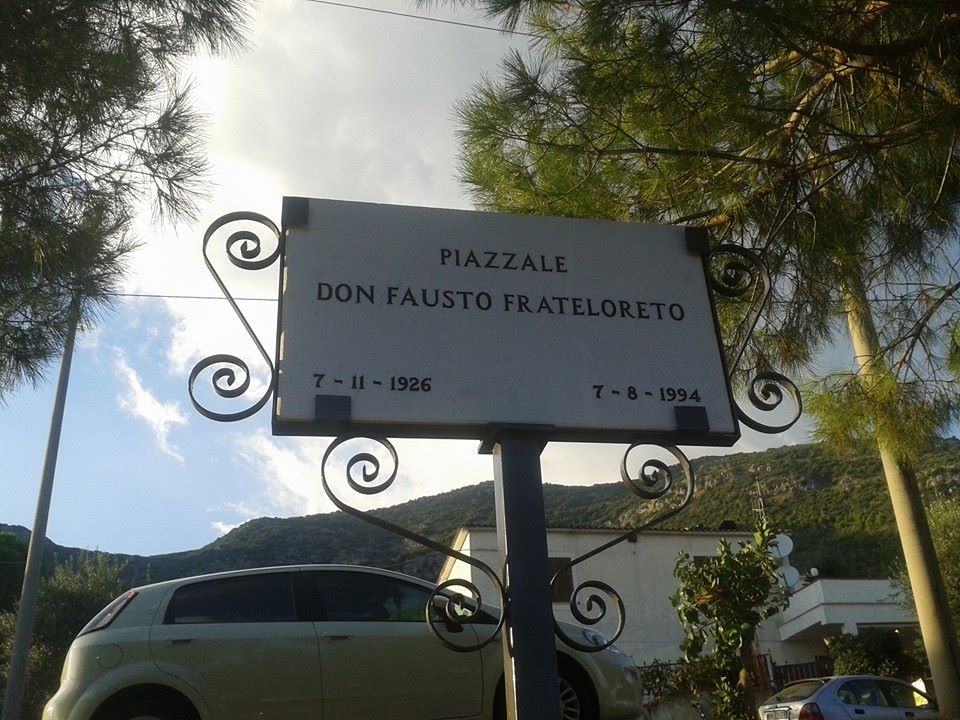 PIAZZALE
DON FAUSTO FRATELORETO
7 - 11 - 1926 7 - 8 - 1994